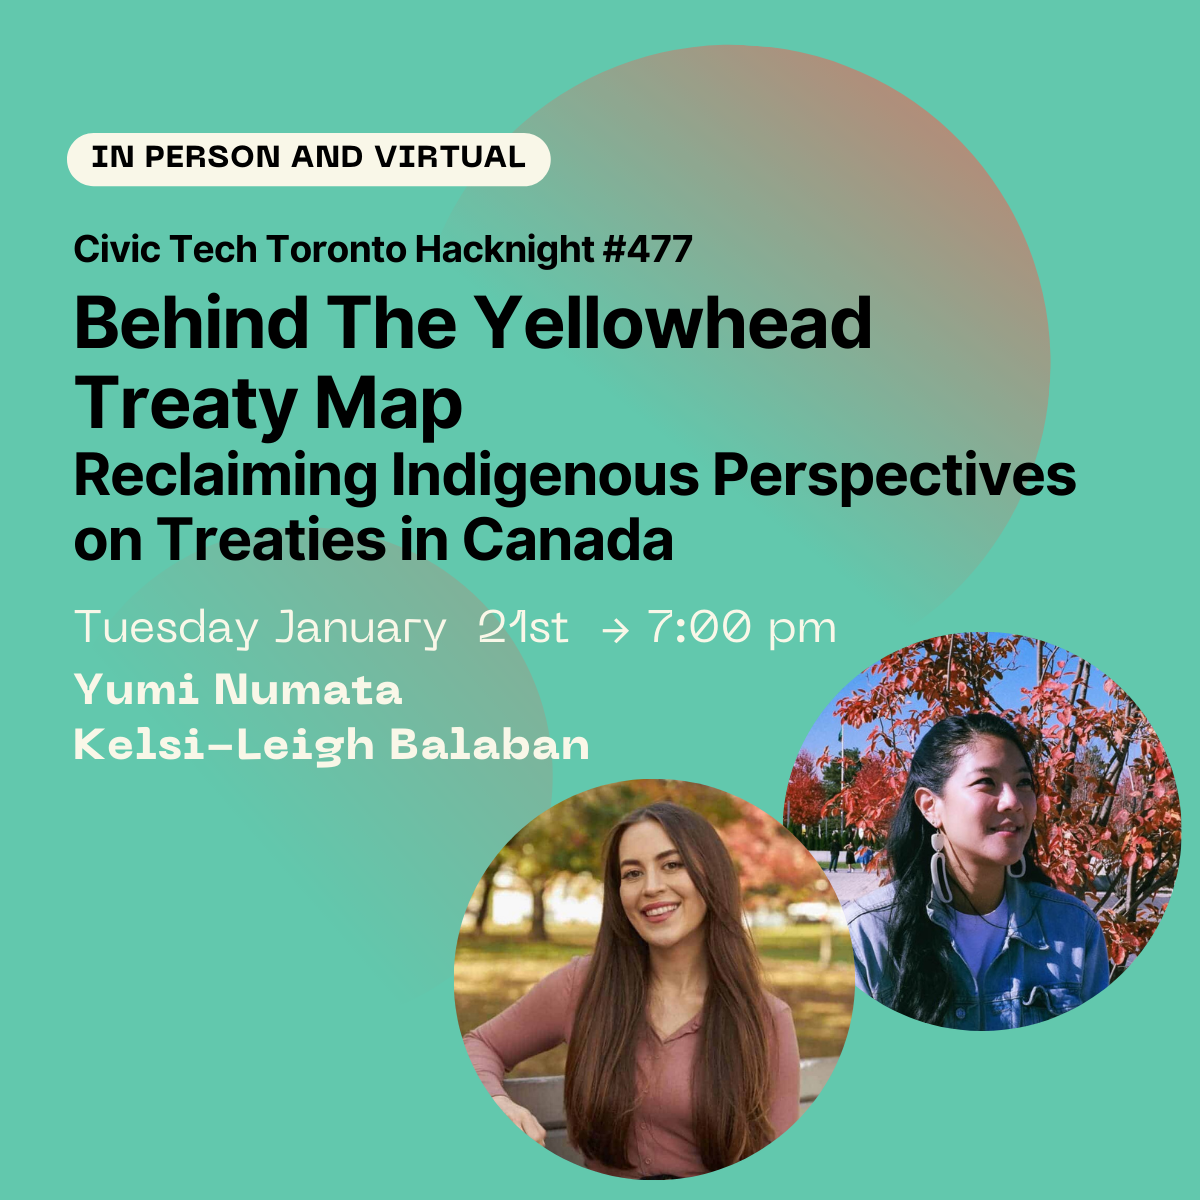 IN PERSON AND VIRTUAL
Civic Tech Toronto Hacknight #477
Behind The Yellowhead
Treaty Map
Reclaiming Indigenous Perspectives
on Treaties in Canada
Tuesday January 21st → 7:00 pm
Yumi Numata
Kelsi-Leigh Balaban